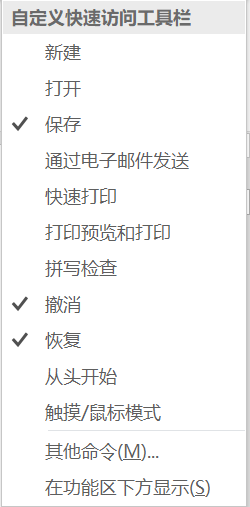 自定义快速访问工具栏
新建
打开
保存
通过电子邮件发送
快速打印
打印预览和打印
拼写检查
撤消
恢复
从头开始
触摸/鼠标模式
其他命令(M)...
在功能区下方显示(S)